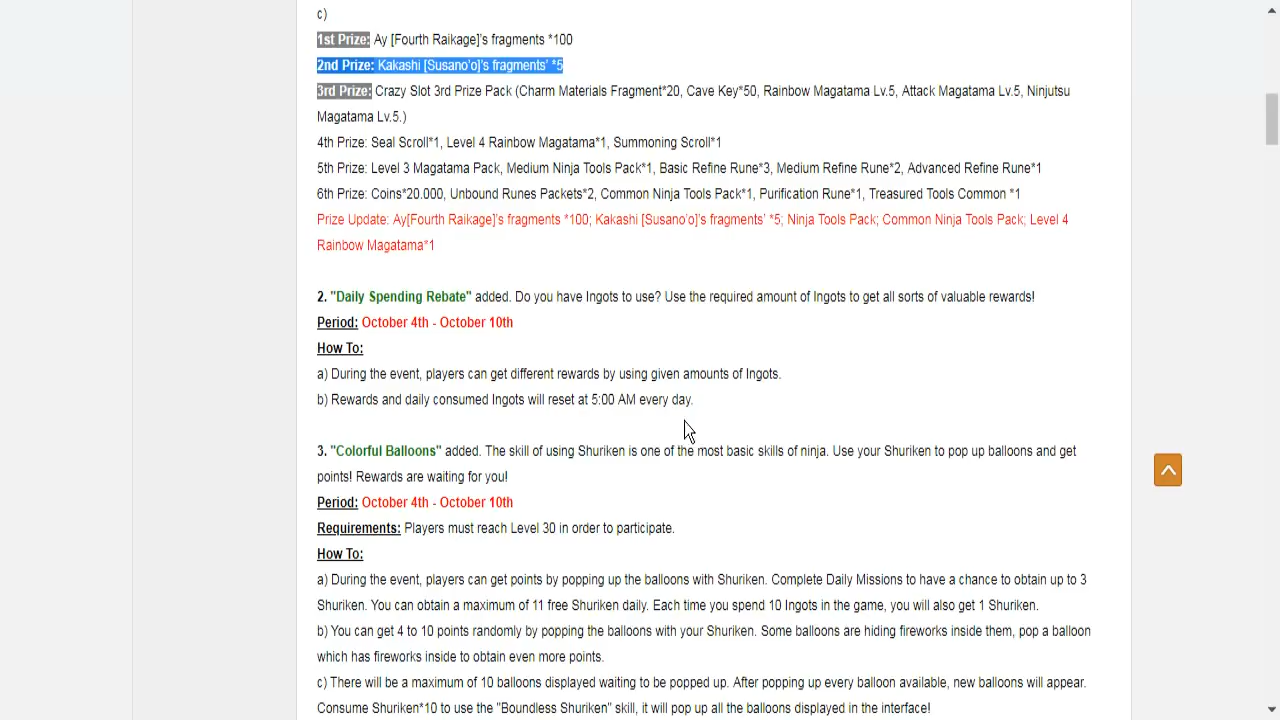 c)
1st Prize: Ay [Fourth Raikage]'s fragments *100
2nd Prize: Kakashi [Susano'o]'s fragments' *5
3rd Prize: Crazy Slot 3rd Prize Pack (Charm Materials Fragment*20, Cave Key*50, Rainbow Magatama Lv.5, Attack Magatama Lv.5, Ninjutsu
Magatama Lv.5.)
4th Prize: Seal Scroll*1, Level 4 Rainbow Magatama*1, Summoning Scroll*1
5th Prize: Level 3 Magatama Pack, Medium Ninja Tools Pack*1, Basic Refine Rune*3, Medium Refine Rune*2, Advanced Refine Rune*1
6th Prize: Coins*20.000, Unbound Runes Packets*2, Common Ninja Tools Pack*1, Purification Rune*1, Treasured Tools Common *1
Prize Update: Ay[Fourth Raikage]'s fragments *100; Kakashi [Susano'o]'s fragments' *5; Ninja Tools Pack; Common Ninja Tools Pack; Level 4
Rainbow Magatama*1
2. "Daily Spending Rebate" added. Do you have Ingots to use? Use the required amount of Ingots to get all sorts of valuable rewards!
Period: October 4th - October 10th
How To:
a) During the event, players can get different rewards by using given amounts of Ingots.
b) Rewards and daily consumed Ingots will reset at 5:00 AM every day.
3. "Colorful Balloons" added. The skill of using Shuriken is one of the most basic skills of ninja. Use your Shuriken to pop up balloons and get
points! Rewards are waiting for you!
Period: October 4th - October 10th
Requirements: Players must reach Level 30 in order to participate.
How To:
a) During the event, players can get points by popping up the balloons with Shuriken. Complete Daily Missions to have a chance to obtain up to 3
Shuriken. You can obtain a maximum of 11 free Shuriken daily. Each time you spend 10 Ingots in the game, you will also get 1 Shuriken.
b) You can get 4 to 10 points randomly by popping the balloons with your Shuriken. Some balloons are hiding fireworks inside them, pop a balloon
which has fireworks inside to obtain even more points.
c) There will be a maximum of 10 balloons displayed waiting to be popped up. After popping up every balloon available, new balloons will appear.
Consume Shuriken*10 to use the "Boundless Shuriken" skill, it will pop up all the balloons displayed in the interface!